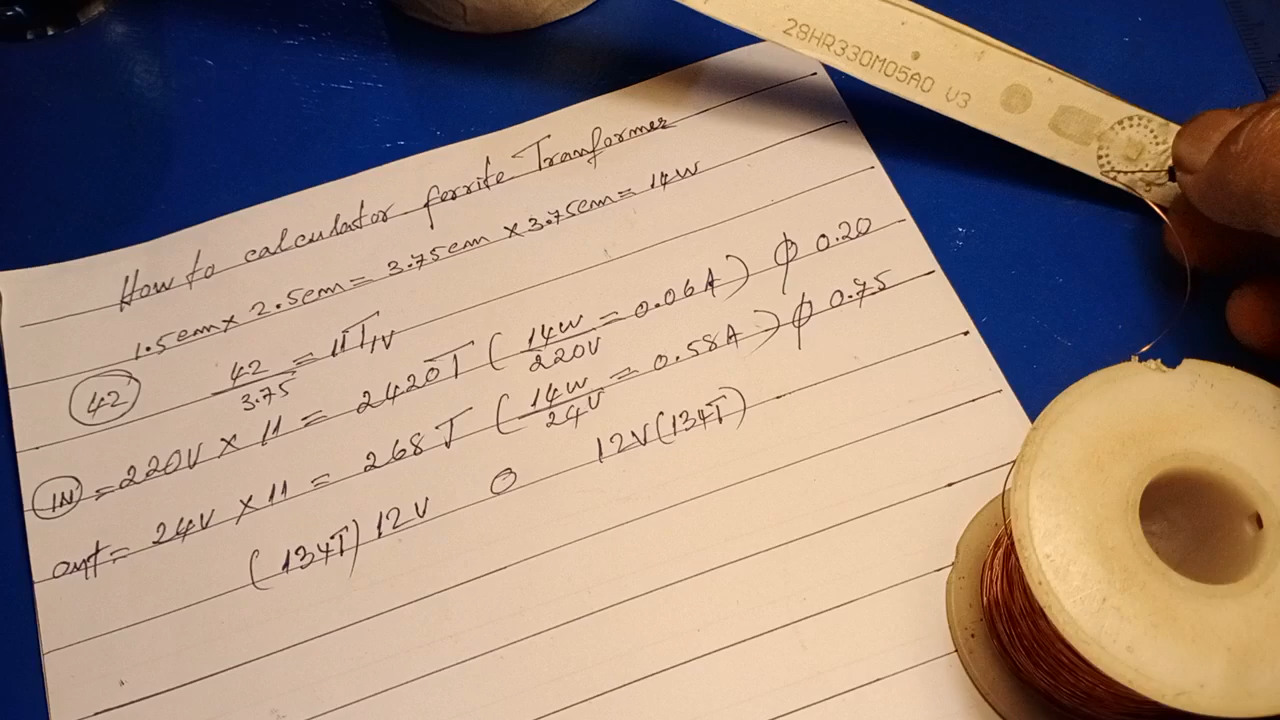 28HR330M05A0 V3
How to calculator ferrite Tranformer
1.5cm x 2.5cm = 3.75cm x 3.75cm = 14W
42 42/3.75 = 11T/1V
IN = 220V x 11 = 2420T ( 14W/220V = 0.06A ) ϕ 0.20
out = 24V x 11 = 268T ( 14W/24V = 0.58A ) ϕ 0.75
(134T) 12V 0 12V (134T)